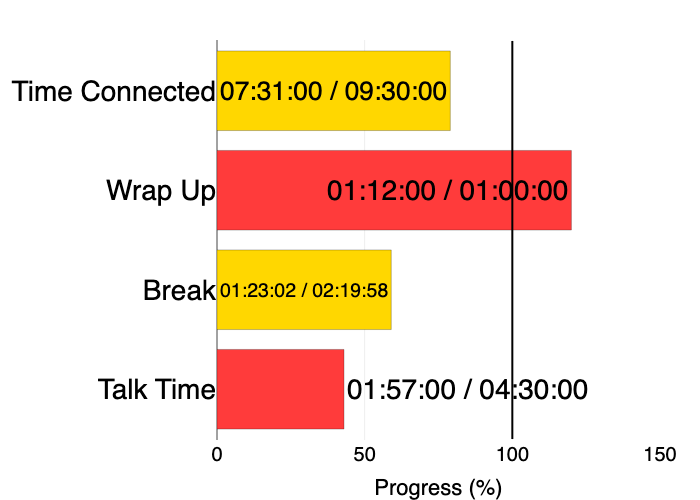 Time Connected 07:31:00 / 09:30:00
Wrap Up 01:12:00 / 01:00:00
Break 01:23:02 / 02:19:58
Talk Time 01:57:00 / 04:30:00
0 50 100 150
Progress (%)